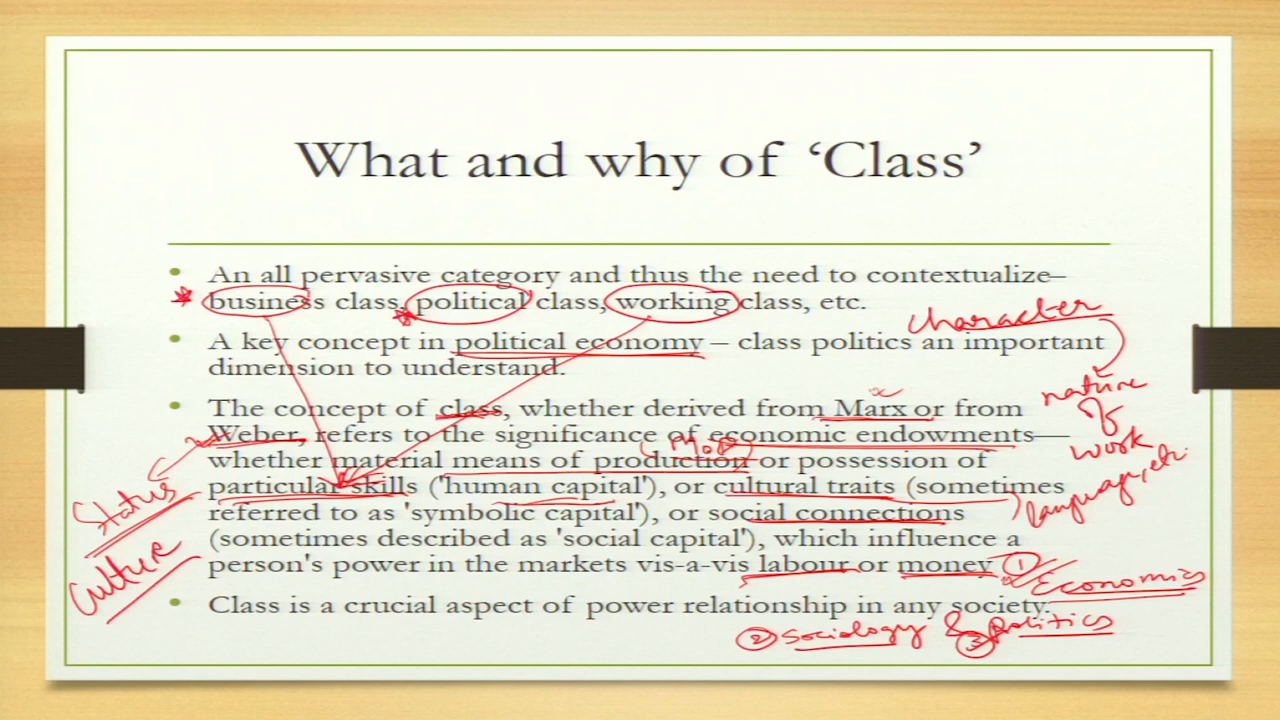 What and why of ‘Class’
• An all pervasive category and thus the need to contextualize–
business class, political class, working class, etc.
character
• A key concept in political economy – class politics an important
dimension to understand.
nature
of
work
language, etc.
• The concept of class, whether derived from Marx or from
Weber, refers to the significance of economic endowments—
(MoP)
whether material means of production or possession of
particular skills ('human capital'), or cultural traits (sometimes
referred to as 'symbolic capital'), or social connections
(sometimes described as 'social capital'), which influence a
person's power in the markets vis-a-vis labour or money
Status
Culture
① Economics
• Class is a crucial aspect of power relationship in any society.
② Sociology & ③ politics